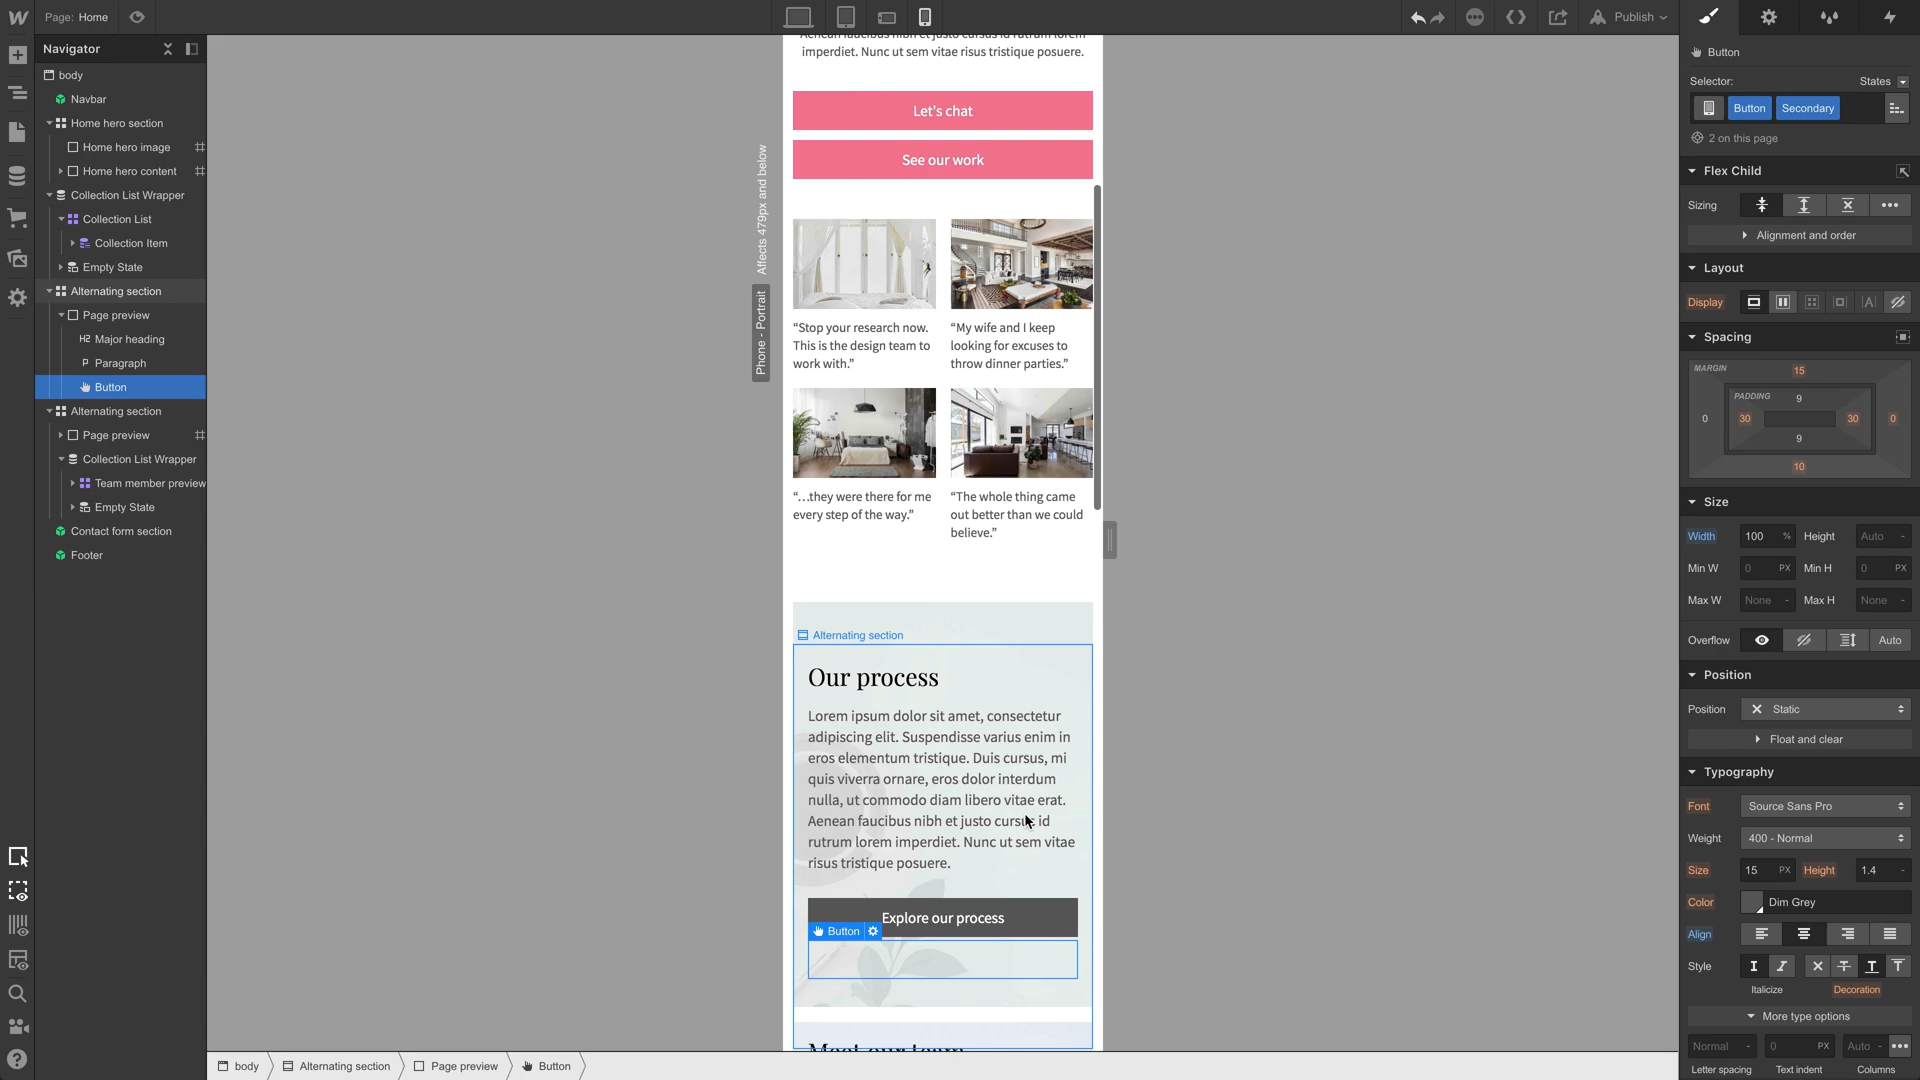 Page: Home
Publish
Navigator
body
Navbar
Home hero section
Home hero image
Home hero content
Collection List Wrapper
Collection List
Collection Item
Empty State
Alternating section
Page preview
H2 Major heading
P Paragraph
Button
Alternating section
Page preview
Collection List Wrapper
Team member preview
Empty State
Contact form section
Footer
Affects 479px and below
Phone - Portrait
Aenean faucibus nibh et justo cursus id rutrum lorem
imperdiet. Nunc ut sem vitae risus tristique posuere.
Let's chat
See our work
“Stop your research now.
This is the design team to
work with.”
“My wife and I keep
looking for excuses to
throw dinner parties.”
“…they were there for me
every step of the way.”
“The whole thing came
out better than we could
believe.”
Alternating section
Our process
Lorem ipsum dolor sit amet, consectetur
adipiscing elit. Suspendisse varius enim in
eros elementum tristique. Duis cursus, mi
quis viverra ornare, eros dolor interdum
nulla, ut commodo diam libero vitae erat.
Aenean faucibus nibh et justo cursus id
rutrum lorem imperdiet. Nunc ut sem vitae
risus tristique posuere.
Explore our process
Button
Meet our team
body
Alternating section
Page preview
Button
Button
Selector:
States
Button
Secondary
2 on this page
Flex Child
Sizing
Alignment and order
Layout
Display
Spacing
MARGIN
15
PADDING
9
0
30
30
0
9
10
Size
Width 100 % Height Auto -
Min W 0 PX Min H 0 PX
Max W None - Max H None -
Overflow Auto
Position
Position Static
Float and clear
Typography
Font Source Sans Pro
Weight 400 - Normal
Size 15 PX Height 1.4 -
Color Dim Grey
Align
Style
Italicize Decoration
More type options
Normal - 0 PX Auto -
Letter spacing Text indent Columns